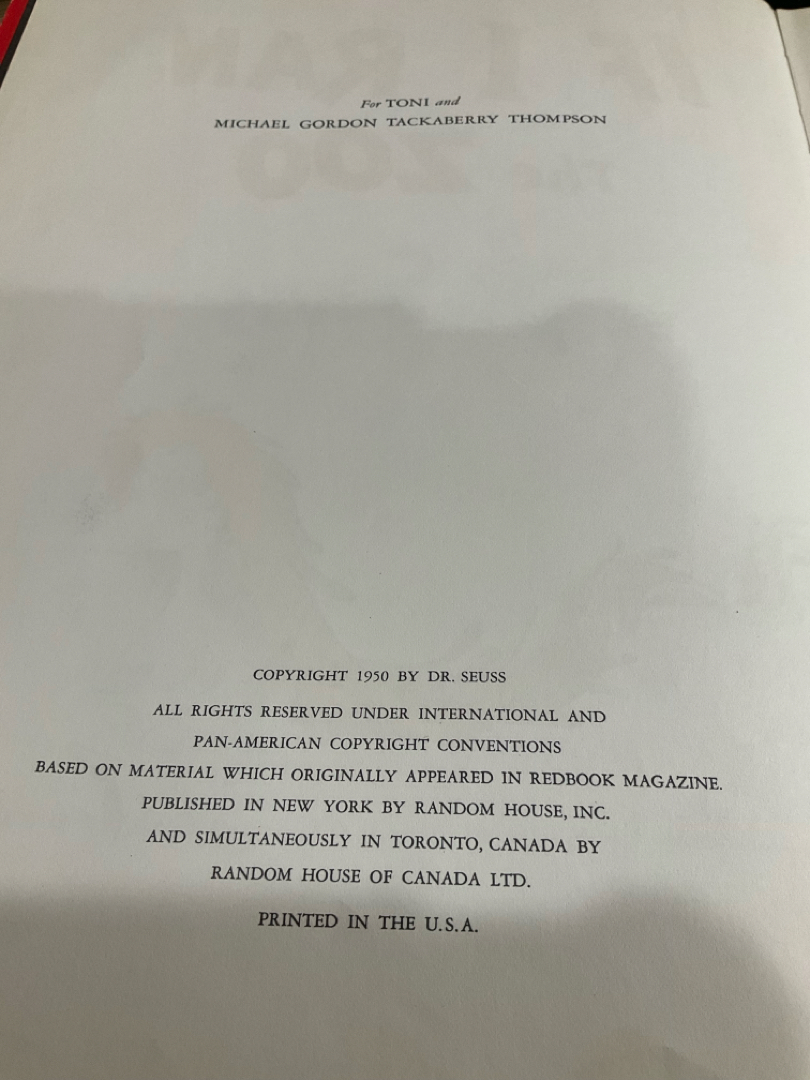 For TONI and
MICHAEL GORDON TACKABERRY THOMPSON
COPYRIGHT 1950 BY DR. SEUSS
ALL RIGHTS RESERVED UNDER INTERNATIONAL AND
PAN-AMERICAN COPYRIGHT CONVENTIONS
BASED ON MATERIAL WHICH ORIGINALLY APPEARED IN REDBOOK MAGAZINE.
PUBLISHED IN NEW YORK BY RANDOM HOUSE, INC.
AND SIMULTANEOUSLY IN TORONTO, CANADA BY
RANDOM HOUSE OF CANADA LTD.
PRINTED IN THE U.S.A.